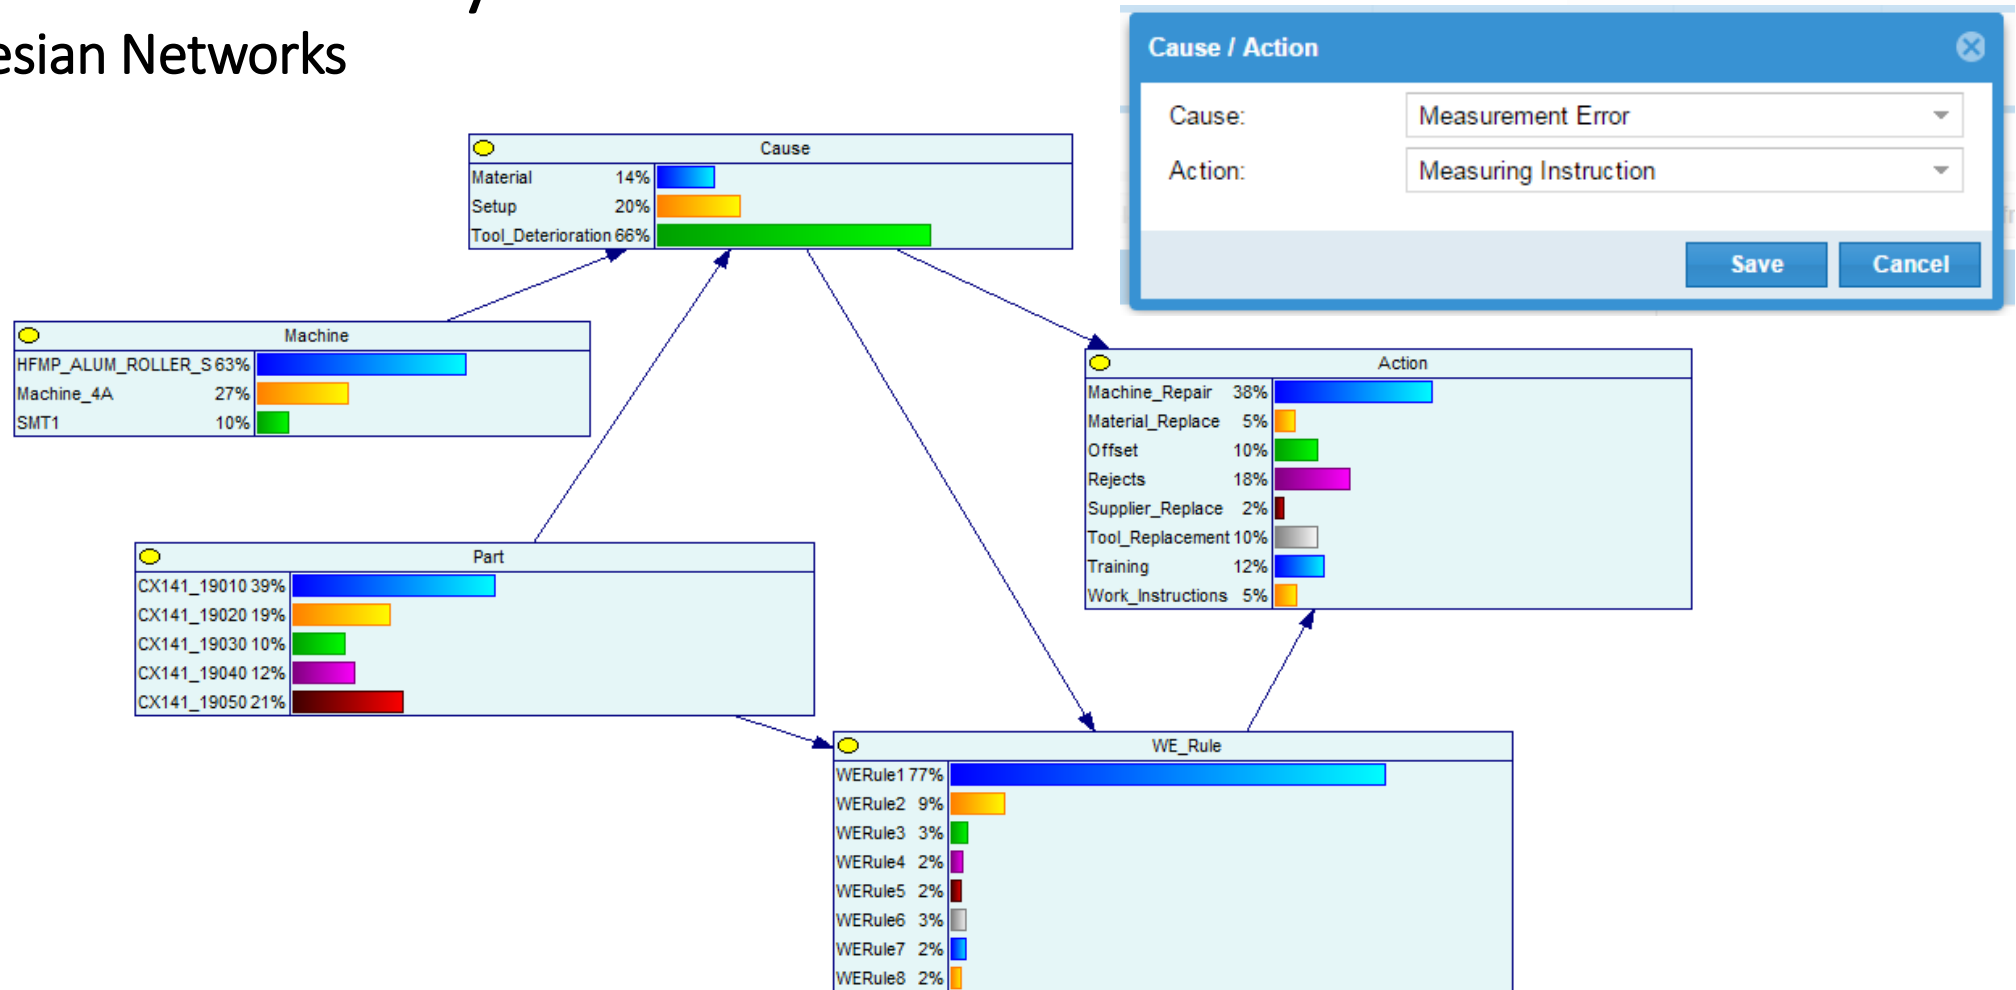 esian Networks
Cause / Action
Cause: Measurement Error
Action: Measuring Instruction
Save Cancel
Cause
Material 14%
Setup 20%
Tool_Deterioration 66%
Machine
HFMP_ALUM_ROLLER_S 63%
Machine_4A 27%
SMT1 10%
Action
Machine_Repair 38%
Material_Replace 5%
Offset 10%
Rejects 18%
Supplier_Replace 2%
Tool_Replacement 10%
Training 12%
Work_Instructions 5%
Part
CX141_19010 39%
CX141_19020 19%
CX141_19030 10%
CX141_19040 12%
CX141_19050 21%
WE_Rule
WERule1 77%
WERule2 9%
WERule3 3%
WERule4 2%
WERule5 2%
WERule6 3%
WERule7 2%
WERule8 2%